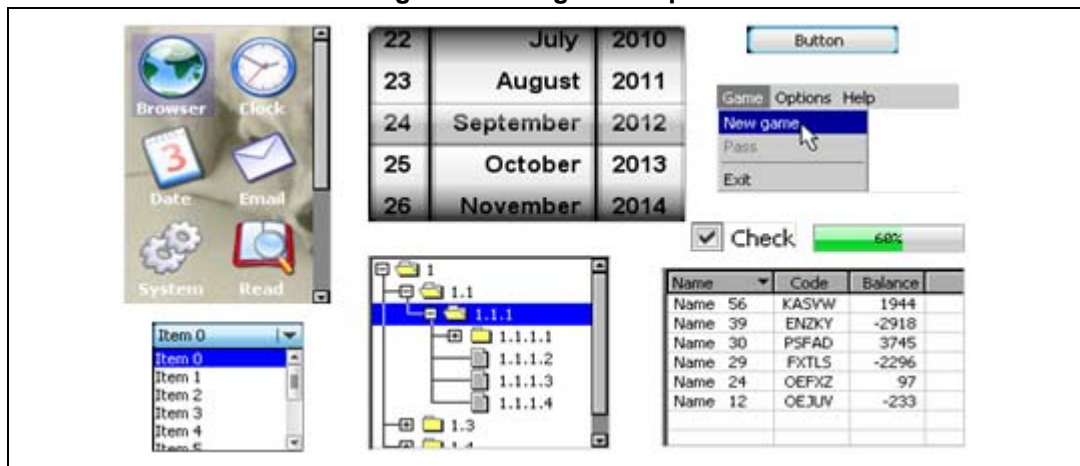 Browser Clock
Date Email
System Read
Item 0
Item 0
Item 1
Item 2
Item 3
Item 4
22 July 2010
23 August 2011
24 September 2012
25 October 2013
26 November 2014
1
1.1
1.1.1
1.1.1.1
1.1.1.2
1.1.1.3
1.1.1.4
1.3
Button
Game Options Help
New game
Pass
Exit
Check 60%
Name Code Balance
Name 56 KASVW 1944
Name 39 ENZKY -2918
Name 30 PSFAD 3745
Name 29 FXTLS -2296
Name 24 OEFXZ 97
Name 12 OEJUV -233